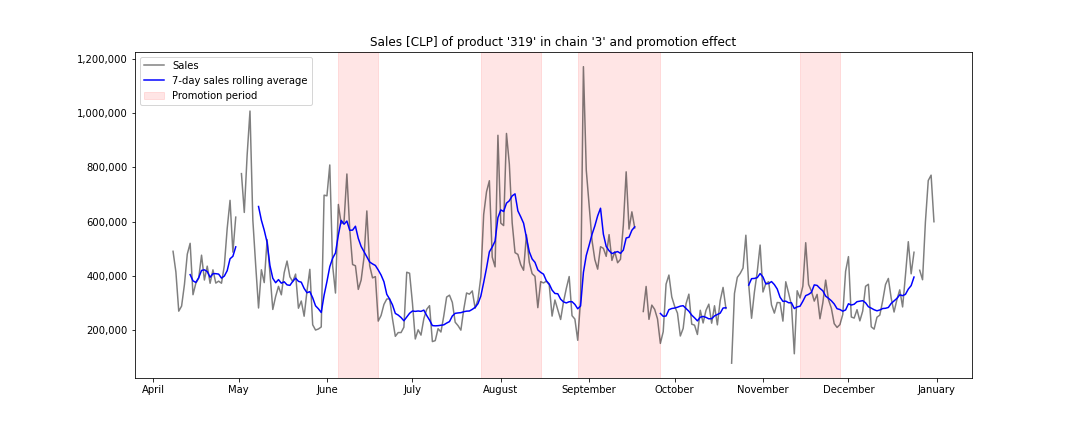 Sales [CLP] of product '319' in chain '3' and promotion effect
1,200,000
1,000,000
800,000
600,000
400,000
200,000
Sales
7-day sales rolling average
Promotion period
April May June July August September October November December January